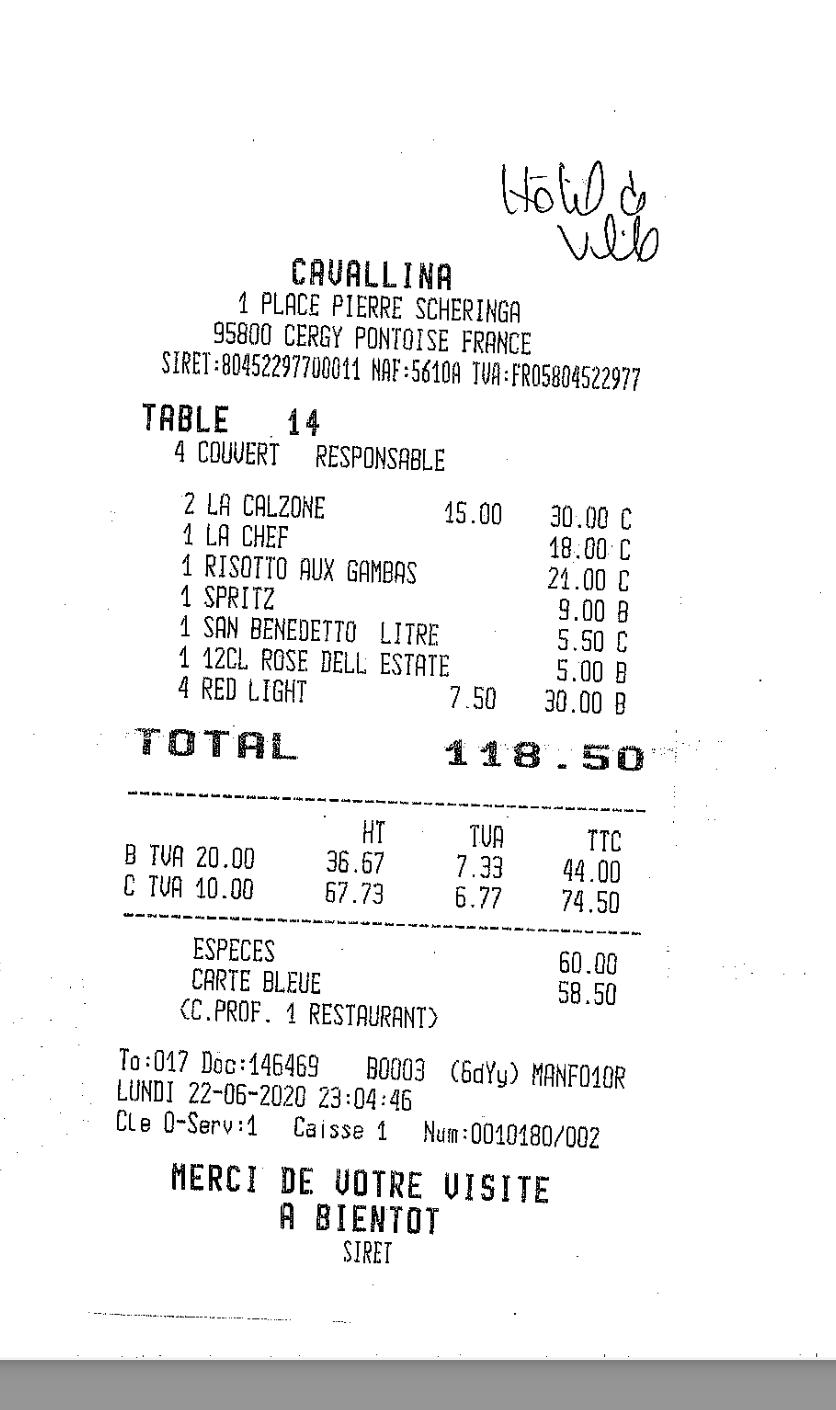 Hôtel de
ville
CAVALLINA
1 PLACE PIERRE SCHERINGA
95800 CERGY PONTOISE FRANCE
SIRET:80452297700011 NAF:5610A TVA:FR05804522977
TABLE 14
4 COUVERT RESPONSABLE
2 LA CALZONE 15.00 30.00 C
1 LA CHEF 18.00 C
1 RISOTTO AUX GAMBAS 21.00 C
1 SPRITZ 9.00 B
1 SAN BENEDETTO LITRE 5.50 C
1 12CL ROSE DELL ESTATE 5.00 B
4 RED LIGHT 7.50 30.00 B
TOTAL 118.50
HT TVA TTC
B TVA 20.00 36.67 7.33 44.00
C TVA 10.00 67.73 6.77 74.50
ESPECES 60.00
CARTE BLEUE 58.50
(C.PROF. 1 RESTAURANT)
To:017 Doc:146469 B0003 (6dYy) MANF010R
LUNDI 22-06-2020 23:04:46
CLe 0-Serv:1 Caisse 1 Num:0010180/002
MERCI DE VOTRE VISITE
A BIENTOT
SIRET